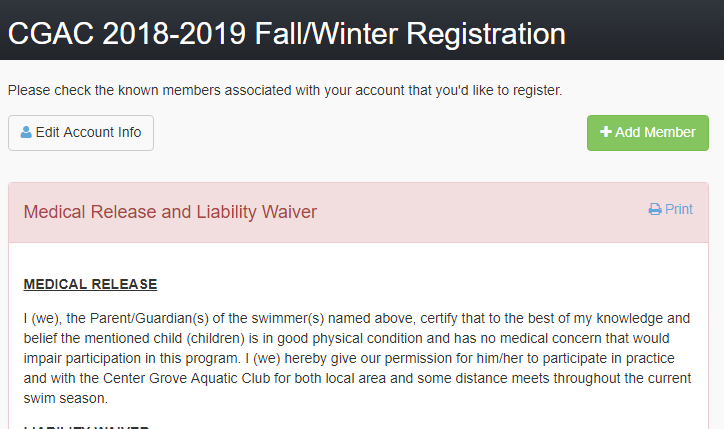 CGAC 2018-2019 Fall/Winter Registration
Please check the known members associated with your account that you'd like to register.
Edit Account Info
Add Member
Medical Release and Liability Waiver
Print
MEDICAL RELEASE
I (we), the Parent/Guardian(s) of the swimmer(s) named above, certify that to the best of my knowledge and
belief the mentioned child (children) is in good physical condition and has no medical concern that would
impair participation in this program. I (we) hereby give our permission for him/her to participate in practice
and with the Center Grove Aquatic Club for both local area and some distance meets throughout the current
swim season.
LIABILITY WAIVER